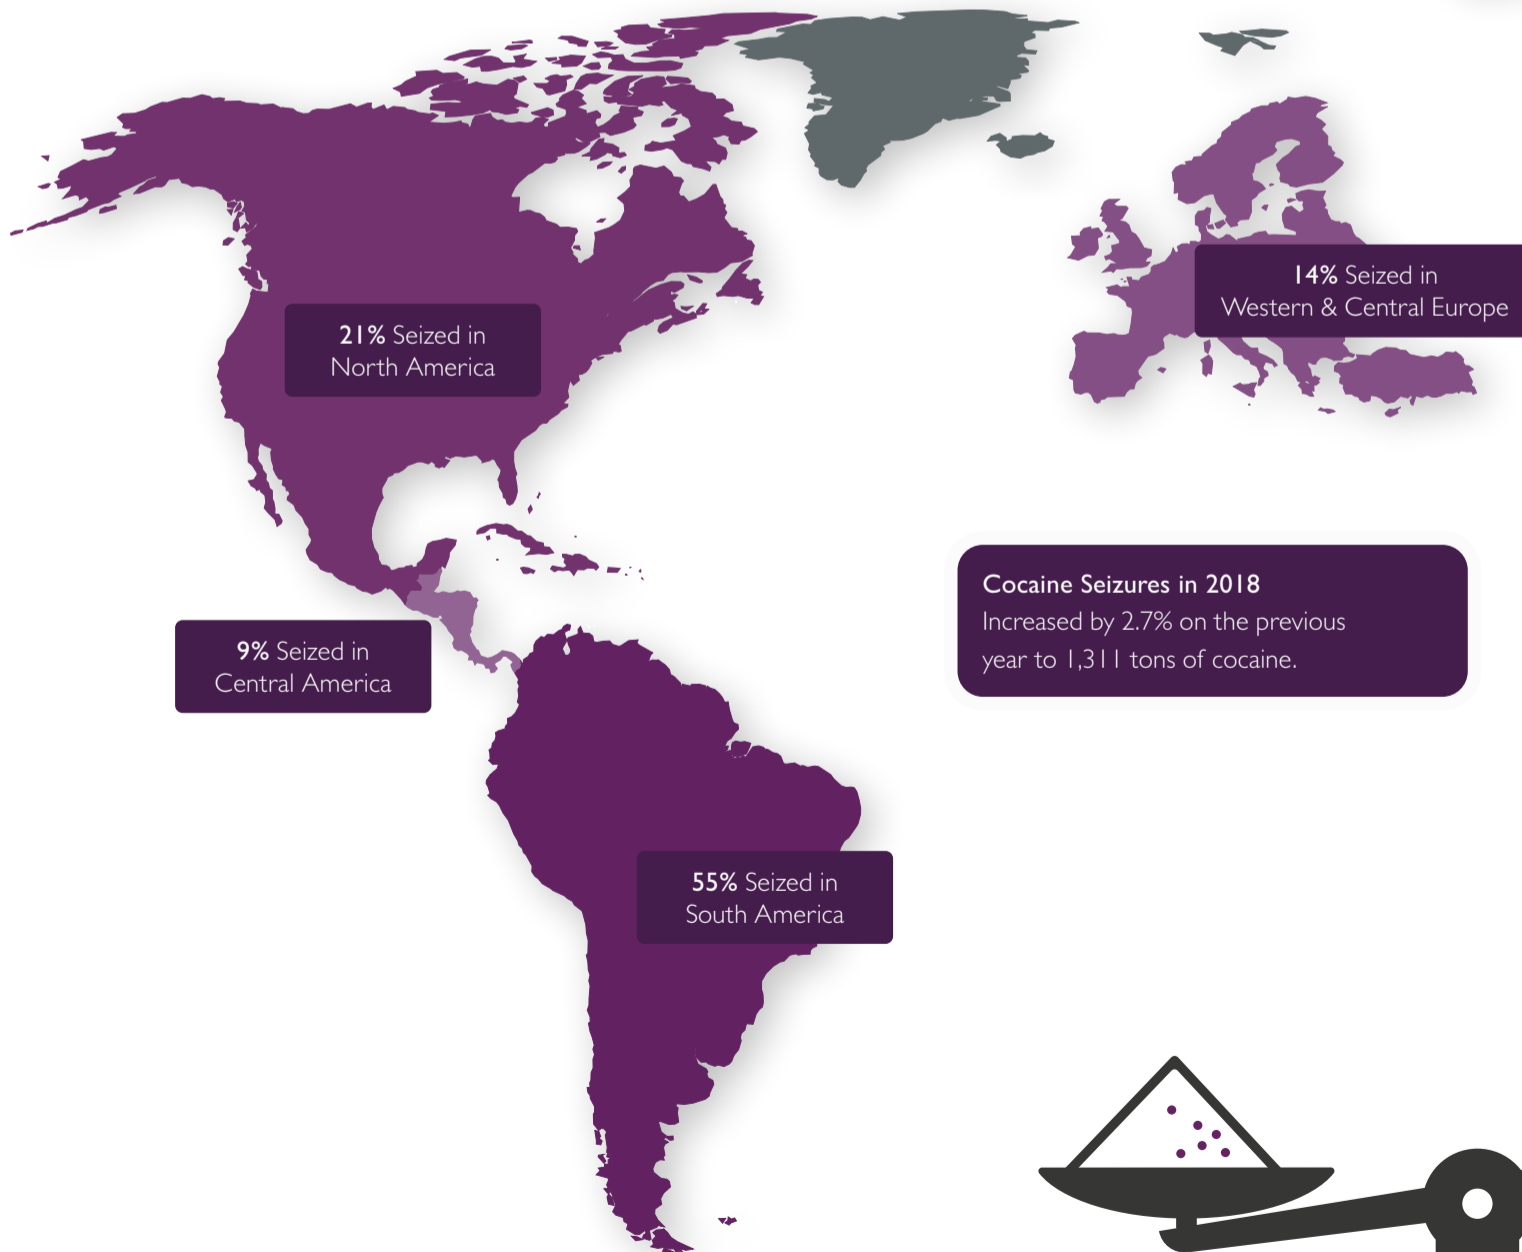 14% Seized in
Western & Central Europe
21% Seized in
North America
Cocaine Seizures in 2018
Increased by 2.7% on the previous
year to 1,311 tons of cocaine.
9% Seized in
Central America
55% Seized in
South America